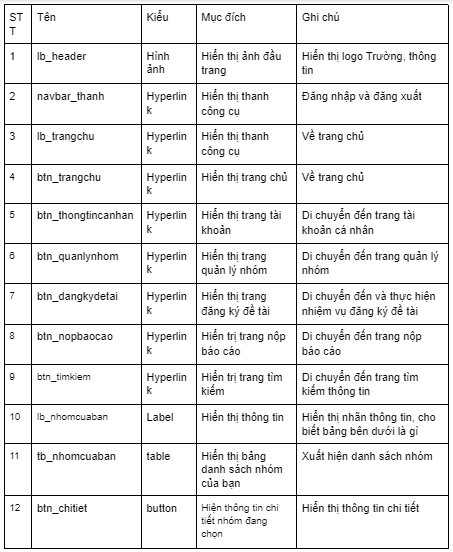 ST
T
Tên
Kiểu
Mục đích
Ghi chú
1
lb_header
Hình
ảnh
Hiển thị ảnh đầu
trang
Hiển thị logo Trường, thông
tin
2
navbar_thanh
Hyperlin
k
Hiển thị thanh
công cụ
Đăng nhập và đăng xuất
3
lb_trangchu
Hyperlin
k
Hiển thị thanh
công cụ
Về trang chủ
4
btn_trangchu
Hyperlin
k
Hiển thị trang chủ
Về trang chủ
5
btn_thongtincanhan
Hyperlin
k
Hiển thị trang tài
khoản
Di chuyển đến trang tài
khoản cá nhân
6
btn_quanlynhom
Hyperlin
k
Hiển thị trang
quản lý nhóm
Di chuyển đến trang quản lý
nhóm
7
btn_dangkydetai
Hyperlin
k
Hiển thị trang
đăng ký đề tài
Di chuyển đến và thực hiện
nhiệm vụ đăng ký đề tài
8
btn_nopbaocao
Hyperlin
k
Hiển trị trang nộp
báo cáo
Di chuyển đến trang nộp
báo cáo
9
btn_timkiem
Hyperlin
k
Hiển trị trang tìm
kiếm
Di chuyển đến trang tìm
kiếm thông tin
10
lb_nhomcuaban
Label
Hiển thị thông tin
Hiển thị nhãn thông tin, cho
biết bảng bên dưới là gì
11
tb_nhomcuaban
table
Hiển thị bảng
danh sách nhóm
của bạn
Xuất hiện danh sách nhóm
12
btn_chitiet
button
Hiện thông tin chi
tiết nhóm đang
chọn
Hiển thị thông tin chi tiết